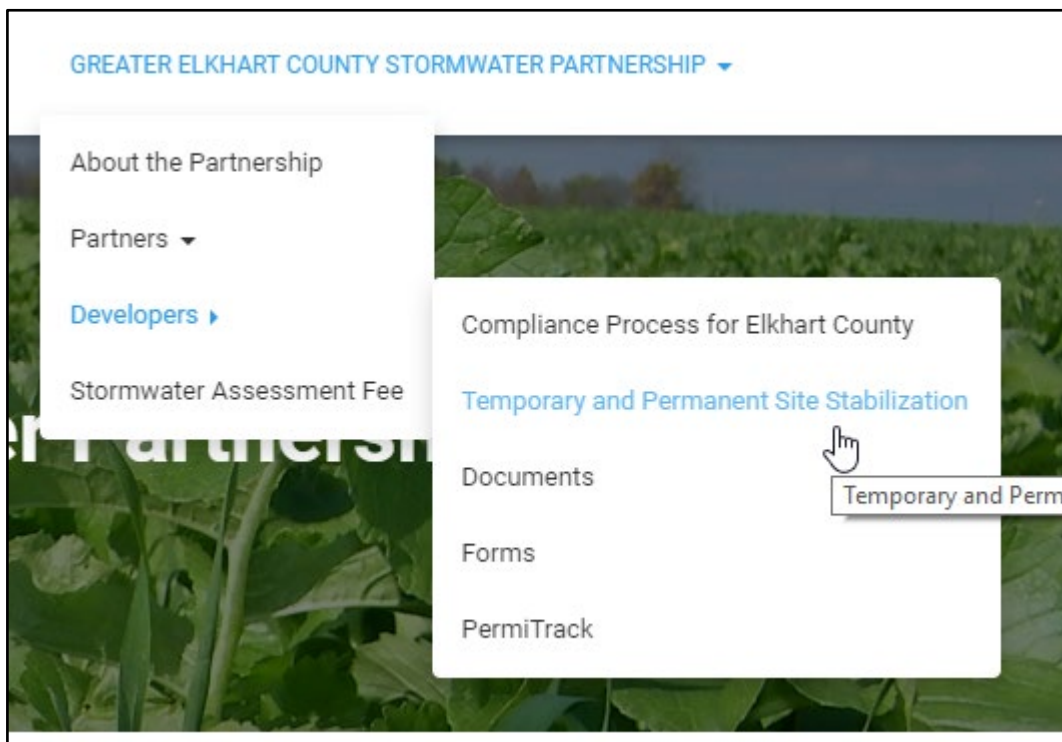 GREATER ELKHART COUNTY STORMWATER PARTNERSHIP
About the Partnership
Partners
Developers
Stormwater Assessment Fee
Compliance Process for Elkhart County
Temporary and Permanent Site Stabilization
Documents
Temporary and Perm
Forms
PermiTrack